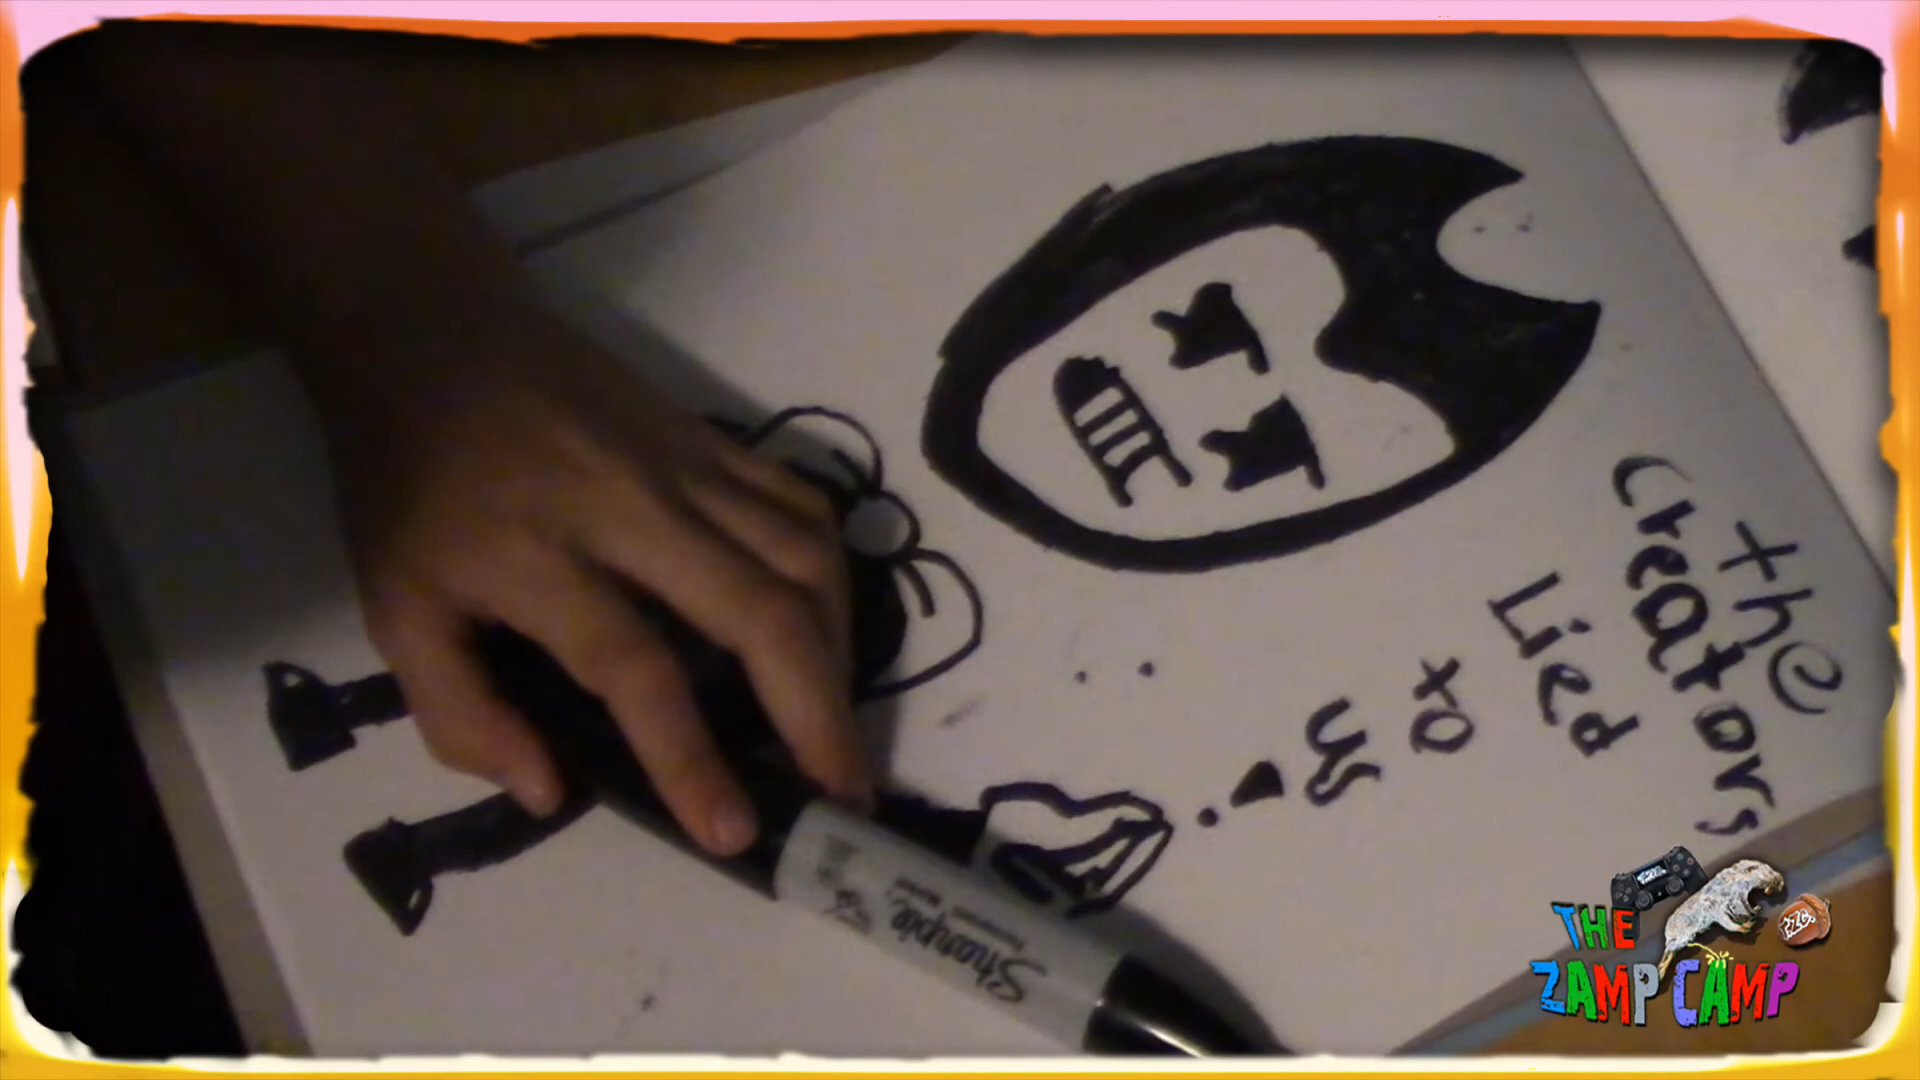 the
creators
Lied
to
us!
Sharpie
THE
ZAMP CAMP